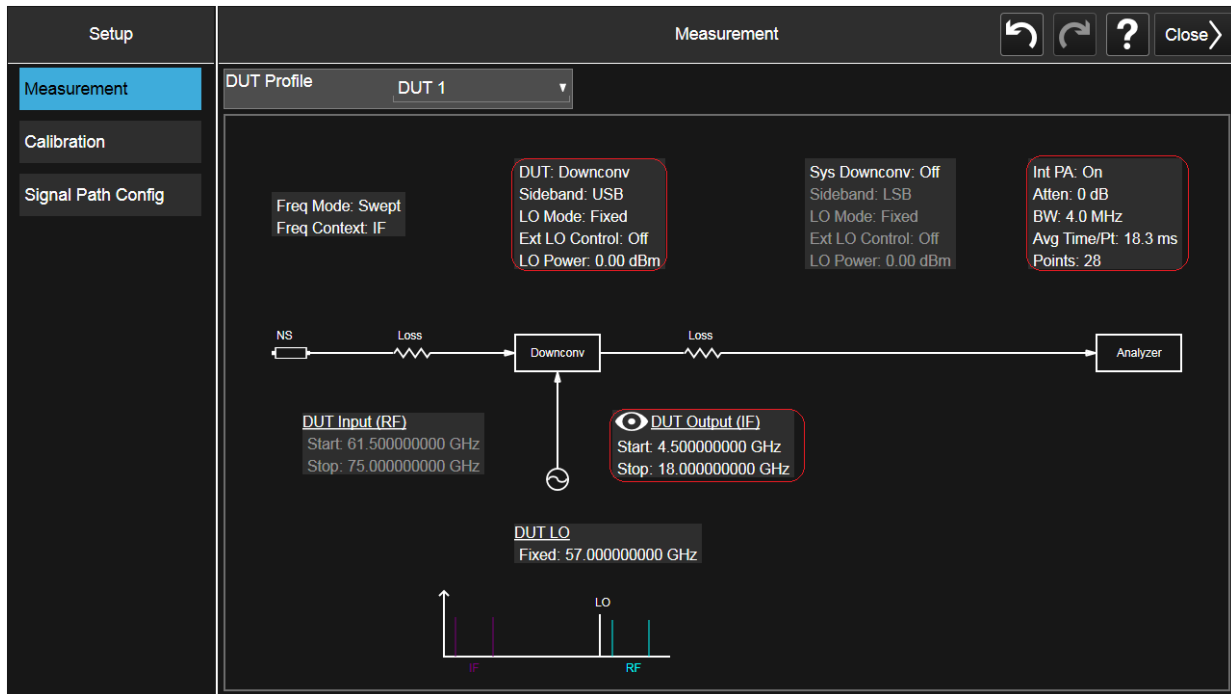 Setup
Measurement
?
Close
Measurement
Calibration
Signal Path Config
DUT Profile
DUT 1
Freq Mode: Swept
Freq Context: IF
DUT: Downconv
Sideband: USB
LO Mode: Fixed
Ext LO Control: Off
LO Power: 0.00 dBm
Sys Downconv: Off
Sideband: LSB
LO Mode: Fixed
Ext LO Control: Off
LO Power: 0.00 dBm
Int PA: On
Atten: 0 dB
BW: 4.0 MHz
Avg Time/Pt: 18.3 ms
Points: 28
NS
Loss
Downconv
Loss
Analyzer
DUT Input (RF)
Start: 61.500000000 GHz
Stop: 75.000000000 GHz
DUT Output (IF)
Start: 4.500000000 GHz
Stop: 18.000000000 GHz
DUT LO
Fixed: 57.000000000 GHz
LO
IF
RF